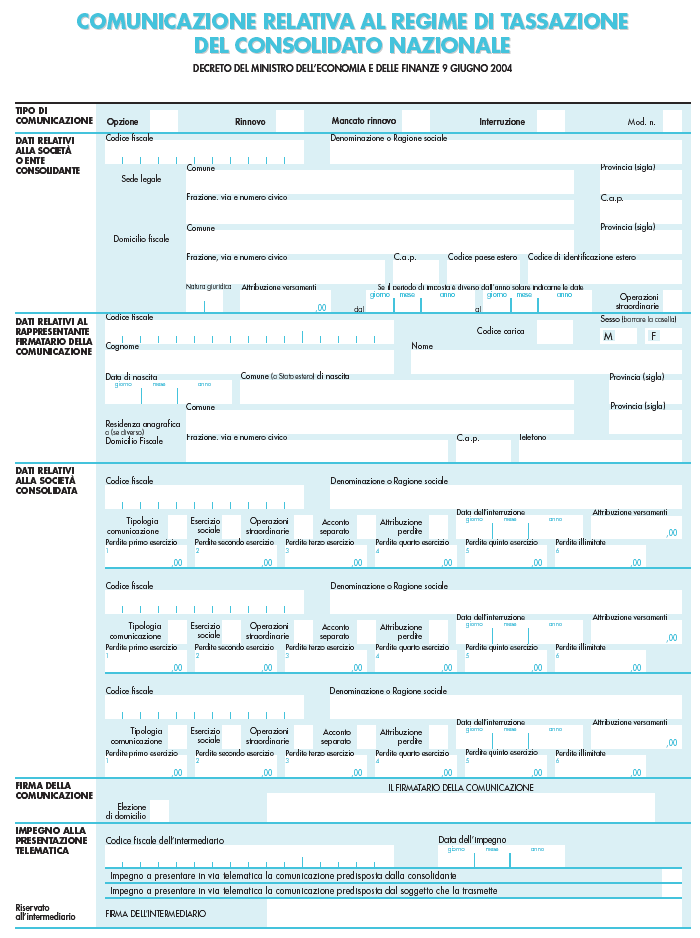 COMUNICAZIONE RELATIVA AL REGIME DI TASSAZIONE
DEL CONSOLIDATO NAZIONALE
DECRETO DEL MINISTRO DELL'ECONOMIA E DELLE FINANZE 9 GIUGNO 2004
TIPO DI
COMUNICAZIONE
Opzione Rinnovo Mancato rinnovo Interruzione Mod. n.
DATI RELATIVI
ALLA SOCIETÀ
O ENTE
CONSOLIDANTE
Codice fiscale Denominazione o Ragione sociale
Sede legale
Comune Provincia (sigla)
Frazione, via e numero civico C.a.p.
Domicilio fiscale
Comune Provincia (sigla)
Frazione, via e numero civico C.a.p. Codice paese estero Codice di identificazione estero
Natura giuridica Attribuzione versamenti Se il periodo di imposta è diverso dall'anno solare indicarne le date
,00 dal giorno mese anno al giorno mese anno
Operazioni
straordinarie
DATI RELATIVI AL
RAPPRESENTANTE
FIRMATARIO DELLA
COMUNICAZIONE
Codice fiscale Codice carica Sesso (barrare la casella)
M F
Cognome Nome
Data di nascita Comune (o Stato estero) di nascita Provincia (sigla)
giorno mese anno
Residenza anagrafica
o (se diverso)
Domicilio Fiscale
Comune Provincia (sigla)
Frazione, via e numero civico C.a.p. Telefono
DATI RELATIVI
ALLA SOCIETÀ
CONSOLIDATA
Codice fiscale Denominazione o Ragione sociale
Tipologia
comunicazione
Esercizio
sociale
Operazioni
straordinarie
Acconto
separato
Attribuzione
perdite
Data dell'interruzione
giorno mese anno
Attribuzione versamenti
,00
Perdite primo esercizio Perdite secondo esercizio Perdite terzo esercizio Perdite quarto esercizio Perdite quinto esercizio Perdite illimitate
1 ,00 2 ,00 3 ,00 4 ,00 5 ,00 6 ,00
Codice fiscale Denominazione o Ragione sociale
Tipologia
comunicazione
Esercizio
sociale
Operazioni
straordinarie
Acconto
separato
Attribuzione
perdite
Data dell'interruzione
giorno mese anno
Attribuzione versamenti
,00
Perdite primo esercizio Perdite secondo esercizio Perdite terzo esercizio Perdite quarto esercizio Perdite quinto esercizio Perdite illimitate
1 ,00 2 ,00 3 ,00 4 ,00 5 ,00 6 ,00
Codice fiscale Denominazione o Ragione sociale
Tipologia
comunicazione
Esercizio
sociale
Operazioni
straordinarie
Acconto
separato
Attribuzione
perdite
Data dell'interruzione
giorno mese anno
Attribuzione versamenti
,00
Perdite primo esercizio Perdite secondo esercizio Perdite terzo esercizio Perdite quarto esercizio Perdite quinto esercizio Perdite illimitate
1 ,00 2 ,00 3 ,00 4 ,00 5 ,00 6 ,00
FIRMA DELLA
COMUNICAZIONE
IL FIRMATARIO DELLA COMUNICAZIONE
Elezione
di domicilio
IMPEGNO ALLA
PRESENTAZIONE
TELEMATICA
Codice fiscale dell'intermediario Data dell'impegno
giorno mese anno
Impegno a presentare in via telematica la comunicazione predisposta dalla consolidante
Impegno a presentare in via telematica la comunicazione predisposta dal soggetto che la trasmette
Riservato
all'intermediario
FIRMA DELL'INTERMEDIARIO